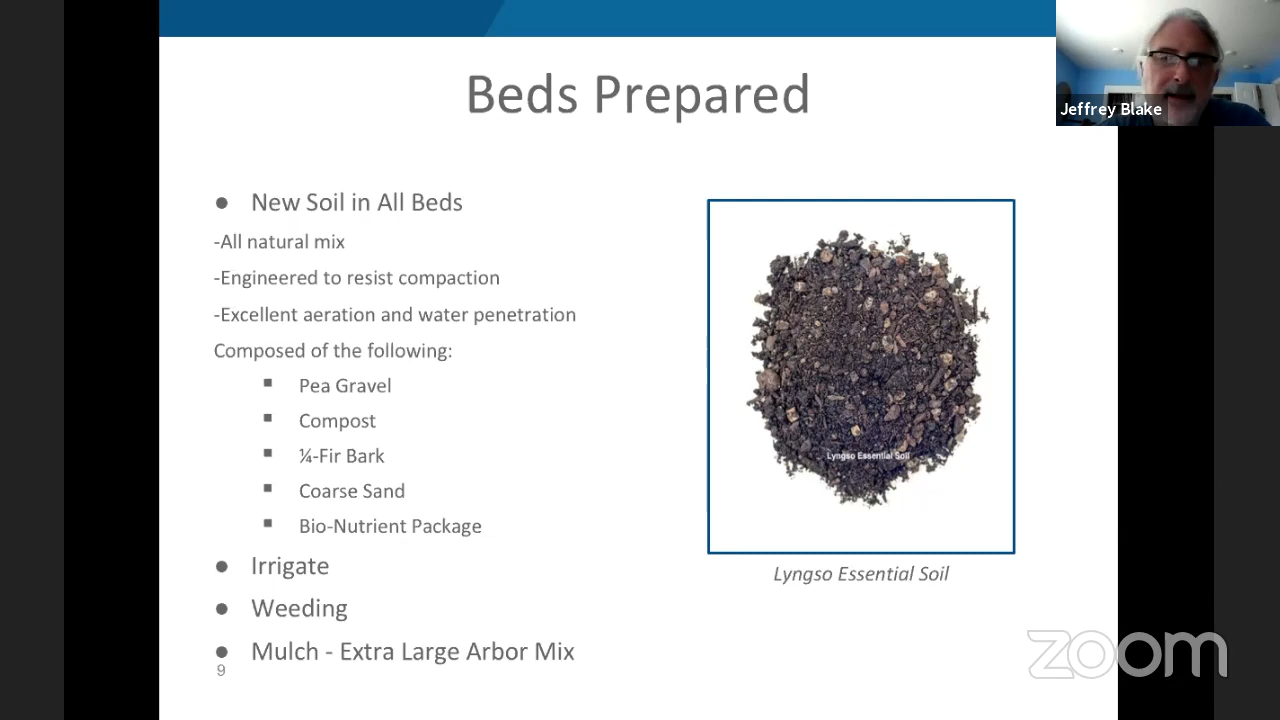 Beds Prepared
Jeffrey Blake
● New Soil in All Beds
-All natural mix
-Engineered to resist compaction
-Excellent aeration and water penetration
Composed of the following:
▪ Pea Gravel
▪ Compost
▪ ¼-Fir Bark
▪ Coarse Sand
▪ Bio-Nutrient Package
● Irrigate
● Weeding
● Mulch - Extra Large Arbor Mix
9
Lyngso Essential Soil
Lyngso Essential Soil
zoom